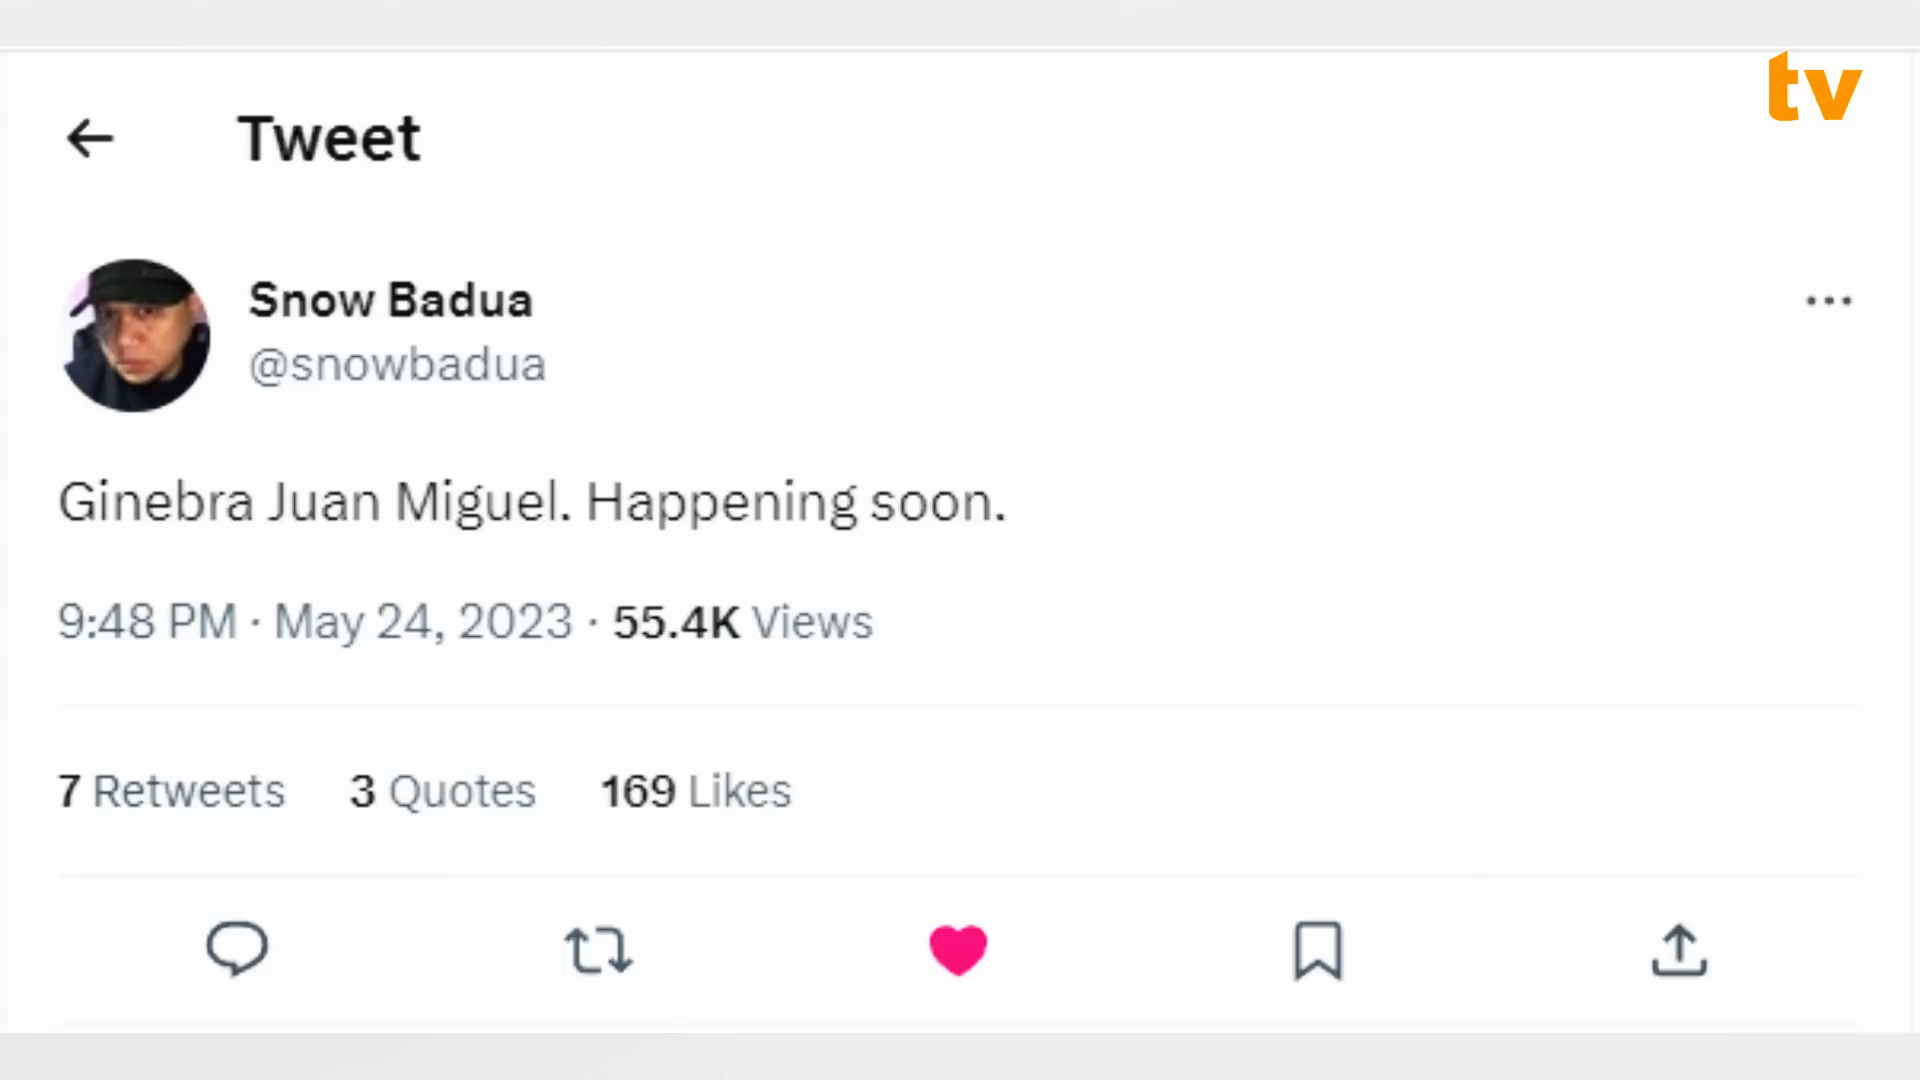 tv
Tweet
Snow Badua
@snowbadua
Ginebra Juan Miguel. Happening soon.
9:48 PM · May 24, 2023 · 55.4K Views
7 Retweets 3 Quotes 169 Likes